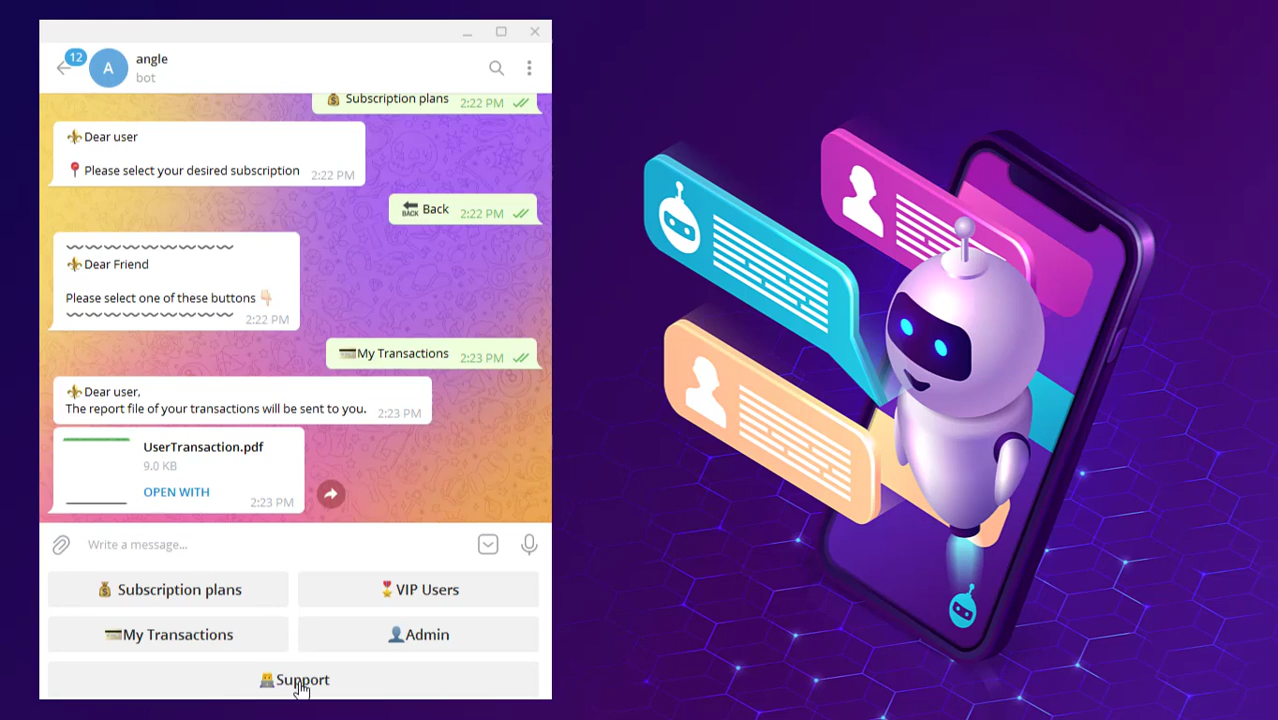 12
A
angle
bot
💰 Subscription plans 2:22 PM
⚜️Dear user
📍 Please select your desired subscription 2:22 PM
🔙 Back 2:22 PM
〰〰〰〰〰〰〰〰〰
⚜️Dear Friend
Please select one of these buttons👇🏻
〰〰〰〰〰〰〰〰〰 2:22 PM
💳My Transactions 2:23 PM
⚜️Dear user,
The report file of your transactions will be sent to you. 2:23 PM
UserTransaction.pdf
9.0 KB
OPEN WITH 2:23 PM
Write a message...
💰 Subscription plans
🎖VIP Users
💳My Transactions
👤Admin
🧑‍💻Support